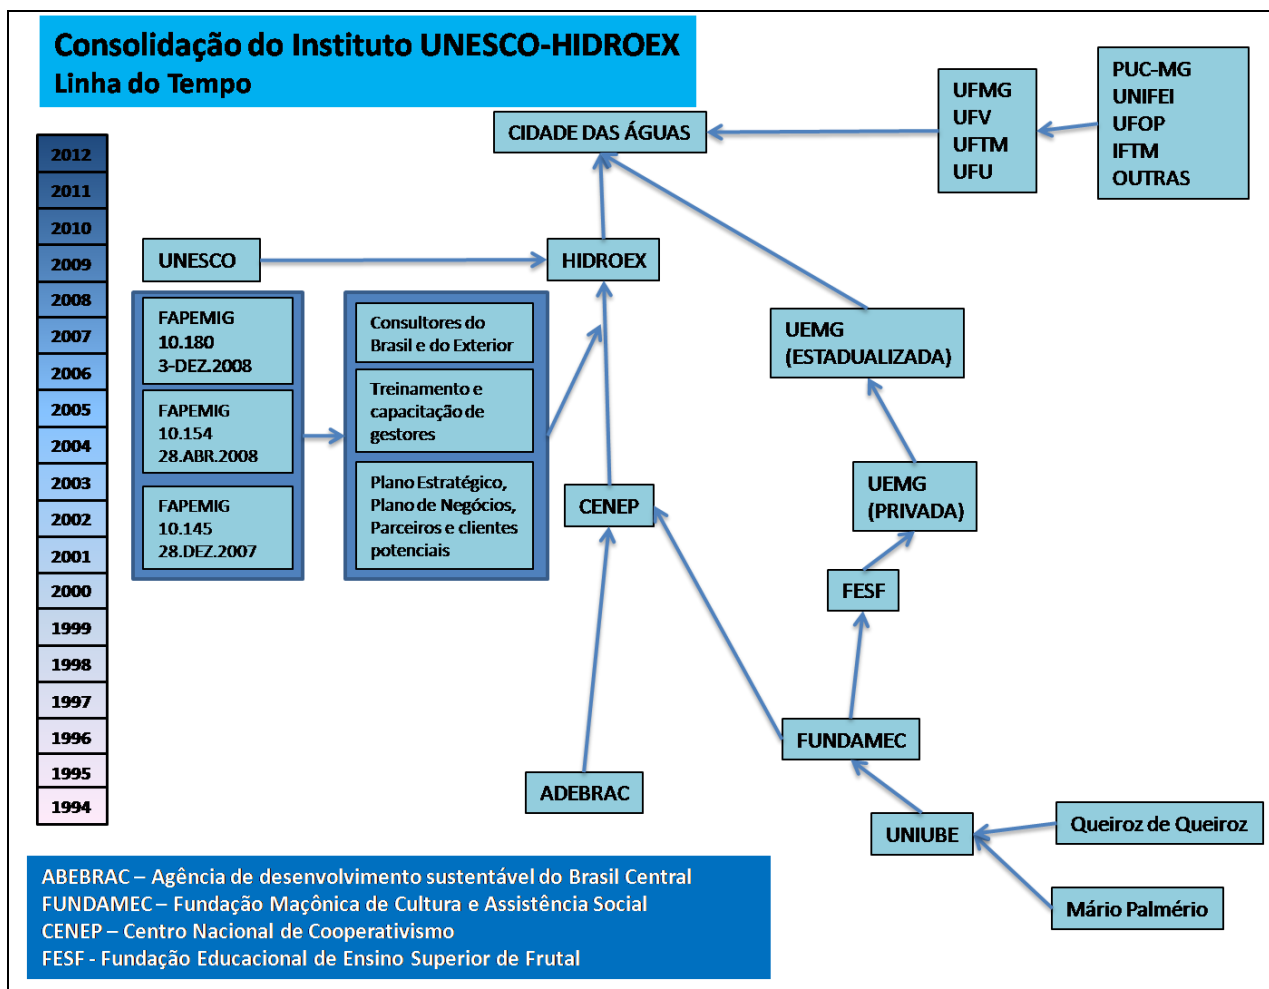 Consolidação do Instituto UNESCO-HIDROEX
Linha do Tempo
CIDADE DAS ÁGUAS
UFMG
UFV
UFTM
UFU
PUC-MG
UNIFEI
UFOP
IFTM
OUTRAS
2012
2011
2010
2009
2008
2007
2006
2005
2004
2003
2002
2001
2000
1999
1998
1997
1996
1995
1994
UNESCO
HIDROEX
FAPEMIG
10.180
3-DEZ.2008
FAPEMIG
10.154
28.ABR.2008
FAPEMIG
10.145
28.DEZ.2007
Consultores do
Brasil e do Exterior
Treinamento e
capacitação de
gestores
Plano Estratégico,
Plano de Negócios,
Parceiros e clientes
potenciais
UEMG
(ESTADUALIZADA)
CENEP
UEMG
(PRIVADA)
FESF
FUNDAMEC
ADEBRAC
UNIUBE
Queiroz de Queiroz
Mário Palmério
ABEBRAC – Agência de desenvolvimento sustentável do Brasil Central
FUNDAMEC – Fundação Maçônica de Cultura e Assistência Social
CENEP – Centro Nacional de Cooperativismo
FESF - Fundação Educacional de Ensino Superior de Frutal